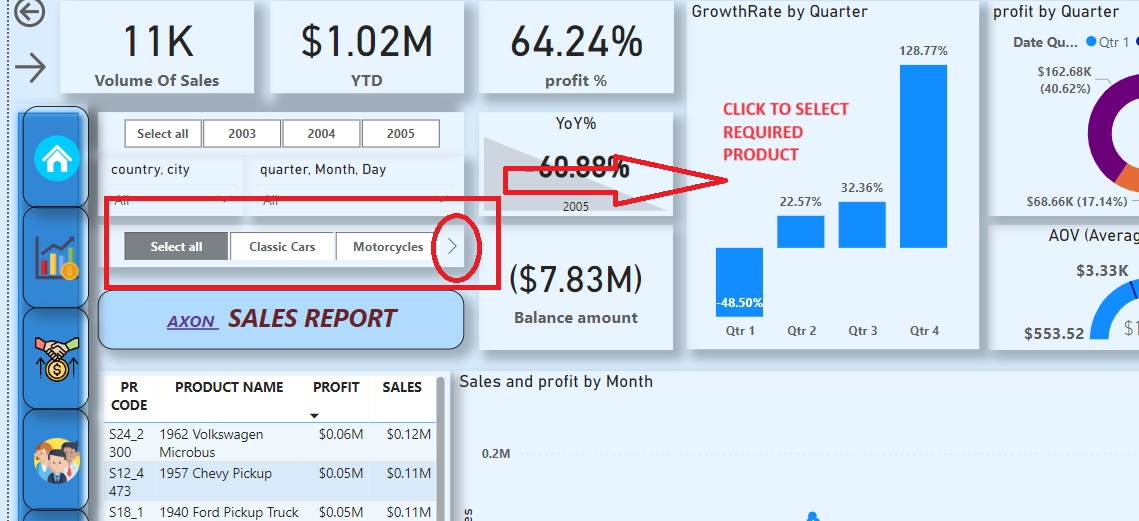 11K
Volume Of Sales
$1.02M
YTD
64.24%
profit %
GrowthRate by Quarter
128.77%
32.36%
22.57%
-48.50%
Qtr 1
Qtr 2
Qtr 3
Qtr 4
CLICK TO SELECT
REQUIRED
PRODUCT
profit by Quarter
Date Qu... Qtr 1
$162.68K
(40.62%)
$68.66K (17.14%)
Select all 2003 2004 2005
country, city
All
quarter, Month, Day
All
Select all Classic Cars Motorcycles
YoY%
60.88%
2005
($7.83M)
Balance amount
AOV (Averag
$3.33K
$553.52
AXON SALES REPORT
PR CODE PRODUCT NAME PROFIT SALES
S24_2300 1962 Volkswagen Microbus $0.06M $0.12M
S12_4473 1957 Chevy Pickup $0.05M $0.11M
S18_1 1940 Ford Pickup Truck $0.05M $0.11M
Sales and profit by Month
0.2M